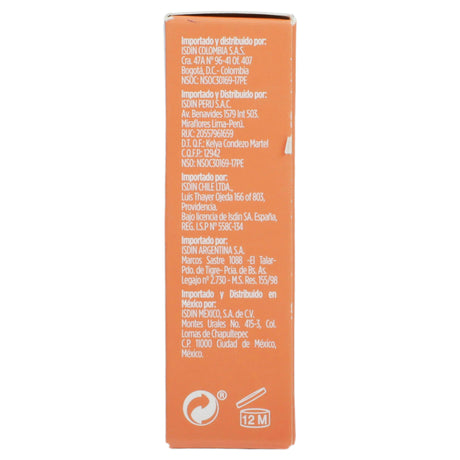 Importado y distribuido por:
ISDIN COLOMBIA S.A.S.
Cra. 47A N° 96-41 Of. 407
Bogotá, D.C.- Colombia
NSOC: NSOC30169-17PE
Importado y Distribuido por:
ISDIN PERU S.A.C.
Av. Benavides 1579 Int 503.
Miraflores Lima-Perú.
RUC: 20557961659
D.T. Q.F.: Kelya Condezo Martel
C.Q.F.P.: 12942
NSO: NSOC30169-17PE
Importado por:
ISDIN CHILE LTDA.,
Luis Thayer Ojeda 166 of 803,
Providencia.
Bajo licencia de Isdin SA. España,
REG. I.S.P N° 558C-134
Importado por:
ISDIN ARGENTINA S.A.
Marcos Sastre 1088 -El Talar-
Pdo. de Tigre- Pcia. de Bs. As.
Legajo n° 2.730 - M.S. Res. 155/98
Importado y Distribuido en
México por:
ISDIN MÉXICO, S.A. de C.V.
Montes Urales No. 415-3, Col.
Lomas de Chapultepec
C.P. 11000 Ciudad de México,
México.
®
12 M